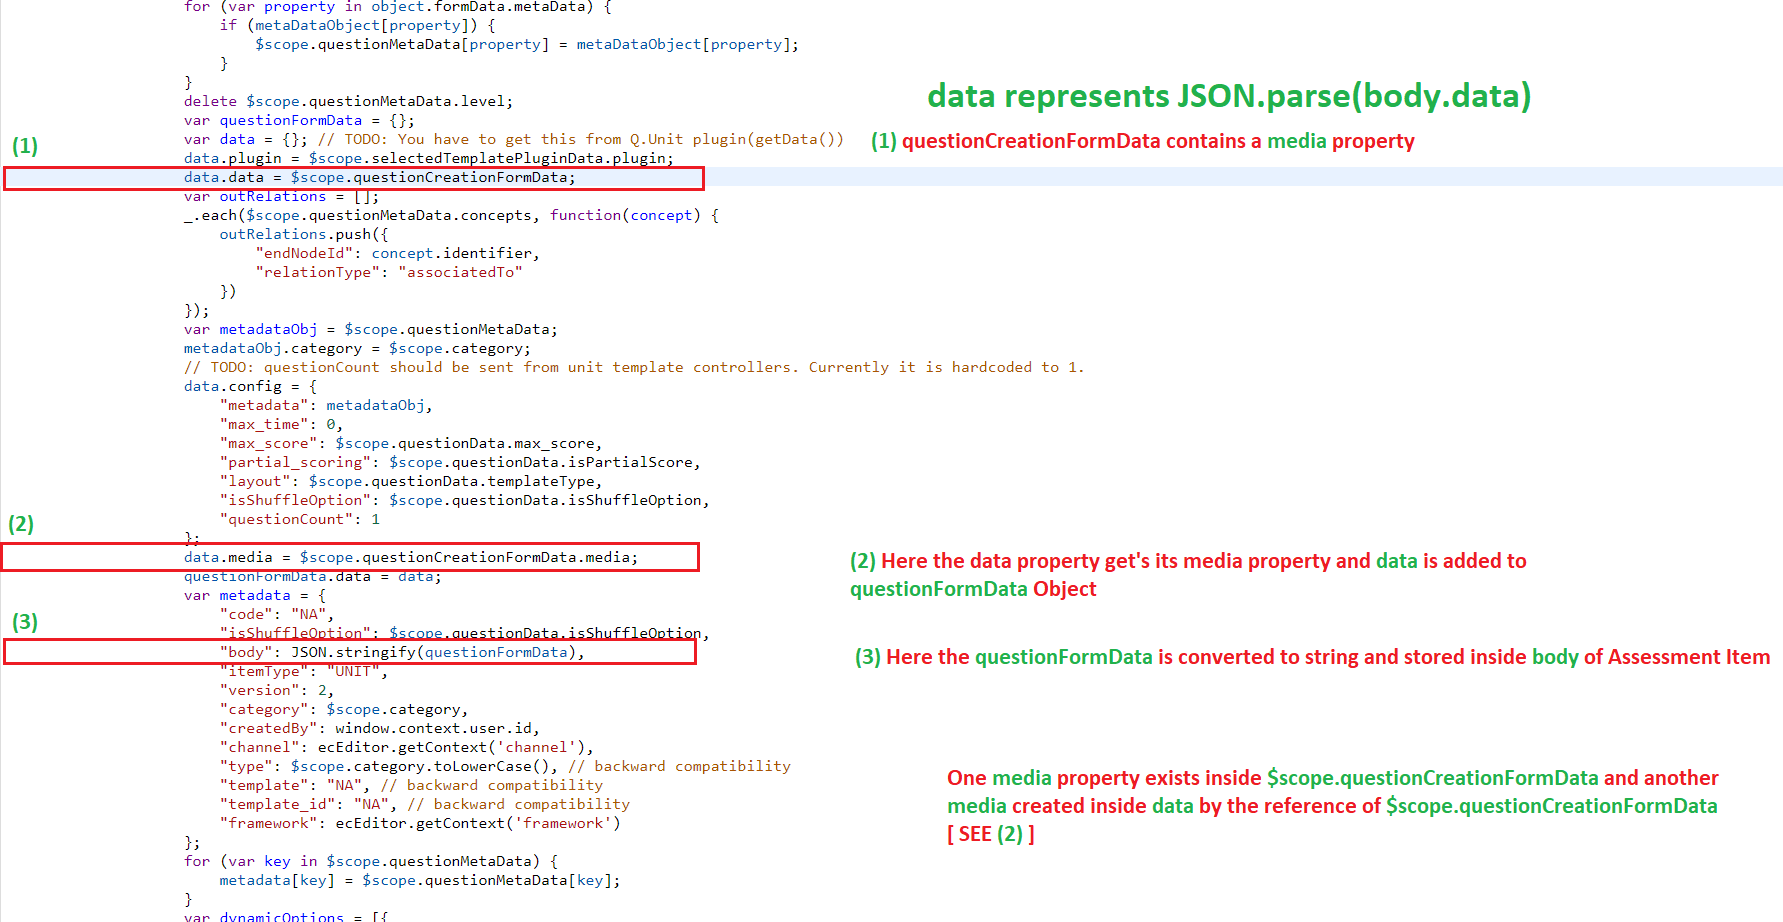 for (var property in object.formData.metaData) {
if (metaDataObject[property]) {
$scope.questionMetaData[property] = metaDataObject[property];
}
}
data represents JSON.parse(body.data)
delete $scope.questionMetaData.level;
var questionFormData = {};
(1)
var data = {}; // TODO: You have to get this from Q.Unit plugin(getData())
(1) questionCreationFormData contains a media property
data.plugin = $scope.selectedTemplatePluginData.plugin;
data.data = $scope.questionCreationFormData;
var outRelations = [];
_.each($scope.questionMetaData.concepts, function(concept) {
outRelations.push({
"endNodeId": concept.identifier,
"relationType": "associatedTo"
})
});
var metadataObj = $scope.questionMetaData;
metadataObj.category = $scope.category;
// TODO: questionCount should be sent from unit template controllers. Currently it is hardcoded to 1.
data.config = {
"metadata": metadataObj,
"max_time": 0,
"max_score": $scope.questionData.max_score,
"partial_scoring": $scope.questionData.isPartialScore,
"layout": $scope.questionData.templateType,
"isShuffleOption": $scope.questionData.isShuffleOption,
"questionCount": 1
(2)
};
data.media = $scope.questionCreationFormData.media;
(2) Here the data property get's its media property and data is added to
questionFormData Object
questionFormData.data = data;
var metadata = {
"code": "NA",
(3)
"isShuffleOption": $scope.questionData.isShuffleOption,
"body": JSON.stringify(questionFormData),
(3) Here the questionFormData is converted to string and stored inside body of Assessment Item
"itemType": "UNIT",
"version": 2,
"category": $scope.category,
"createdBy": window.context.user.id,
"channel": ecEditor.getContext('channel'),
"type": $scope.category.toLowerCase(), // backward compatibility
"template": "NA", // backward compatibility
"template_id": "NA", // backward compatibility
"framework": ecEditor.getContext('framework')
One media property exists inside $scope.questionCreationFormData and another
media created inside data by the reference of $scope.questionCreationFormData
[ SEE (2) ]
};
for (var key in $scope.questionMetaData) {
metadata[key] = $scope.questionMetaData[key];
}
var dynamicOptions = [{